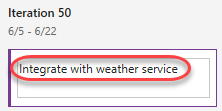 Iteration 50
6/5 - 6/22
Integrate with weather service